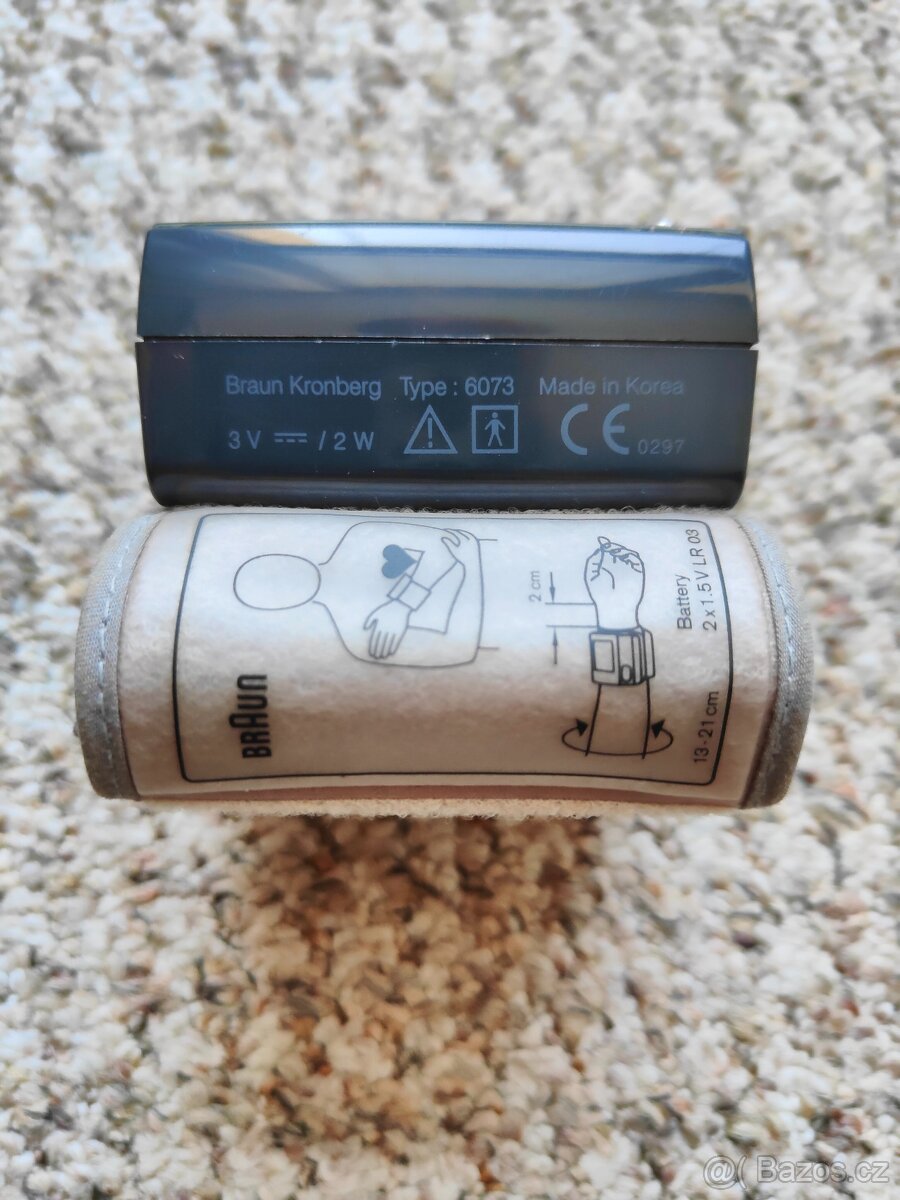 Braun Kronberg Type : 6073 Made in Korea
3 V / 2 W CE 0297
BRAUN
2 cm
Battery
2 x 1.5 V LR 03
13-21 cm
@( Bazos.cz